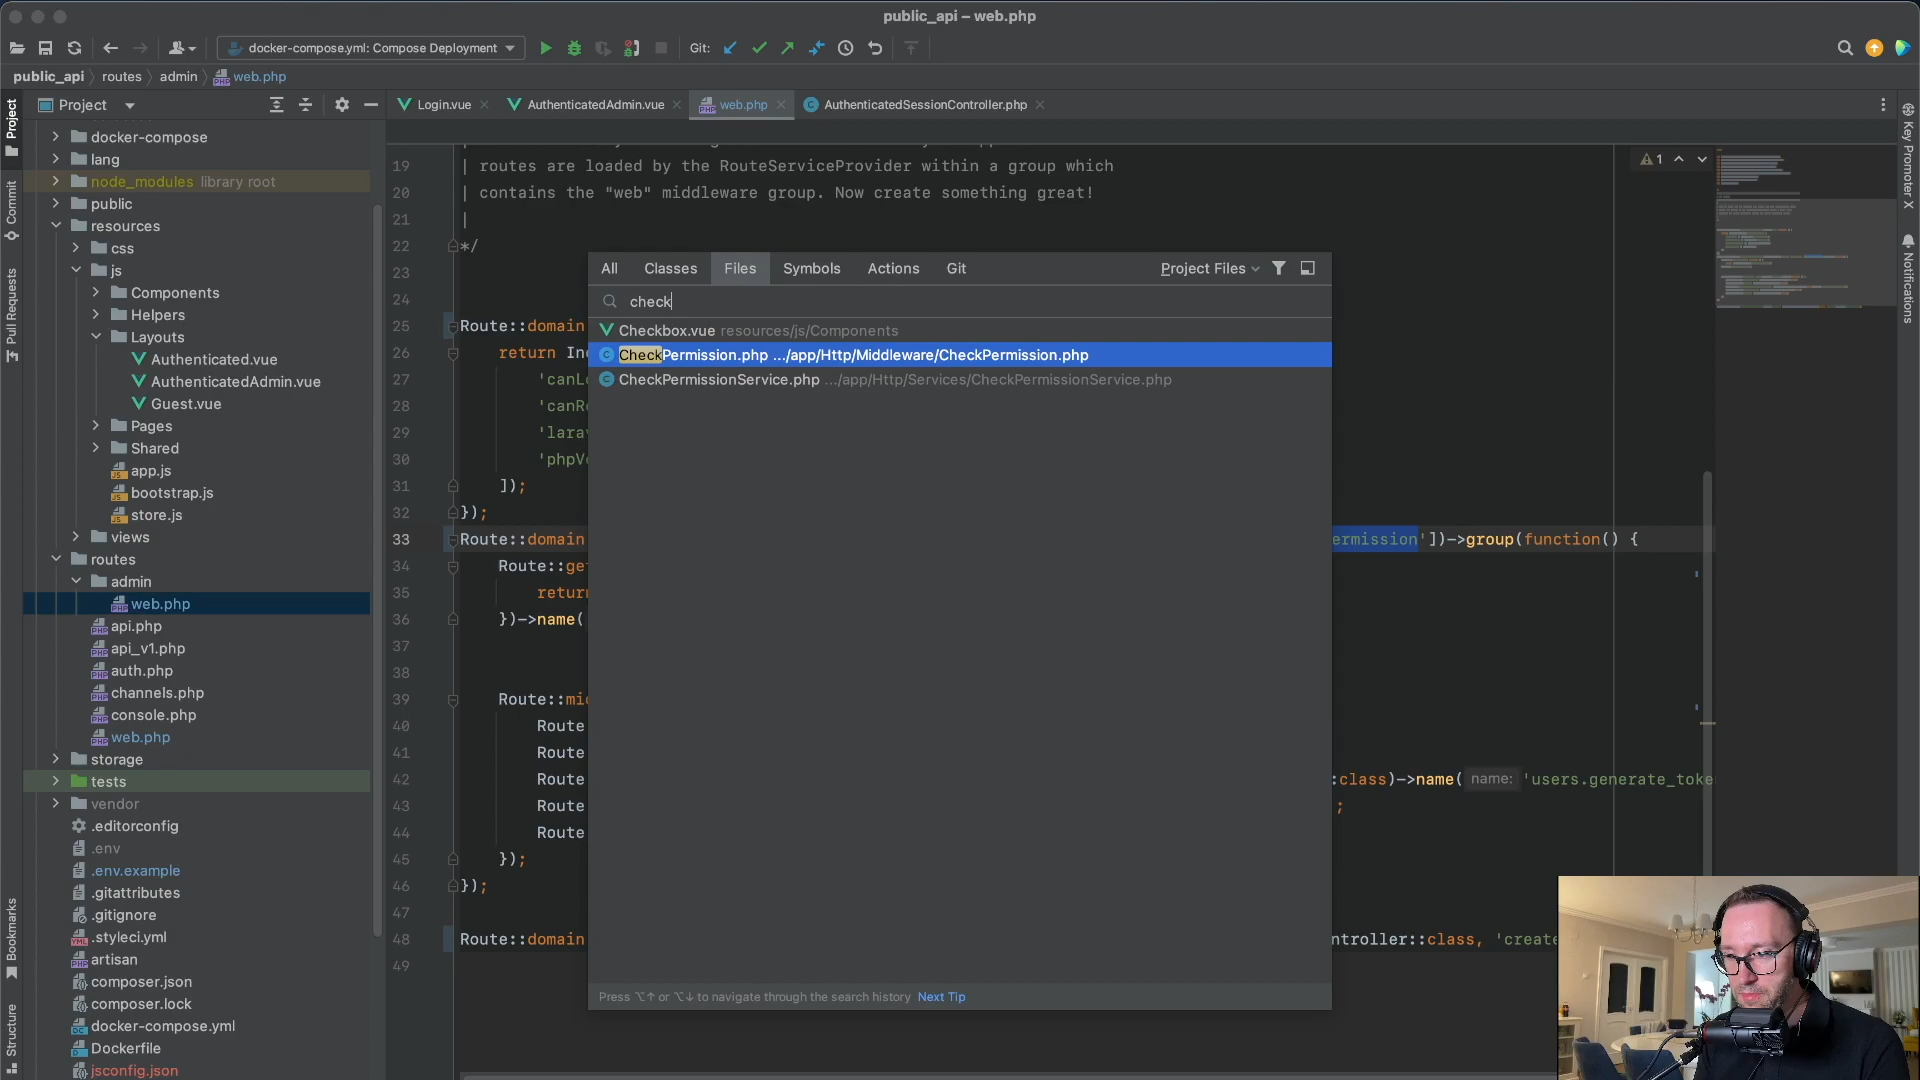 public_api – web.php
docker-compose.yml: Compose Deployment
Git:
public_api
routes
admin
web.php
Project
Login.vue
AuthenticatedAdmin.vue
web.php
AuthenticatedSessionController.php
Project
Commit
Pull Requests
Bookmarks
Structure
docker-compose
lang
node_modules library root
public
resources
css
js
Components
Helpers
Layouts
Authenticated.vue
AuthenticatedAdmin.vue
Guest.vue
Pages
Shared
app.js
bootstrap.js
store.js
views
routes
admin
web.php
api.php
api_v1.php
auth.php
channels.php
console.php
web.php
storage
tests
vendor
.editorconfig
.env
.env.example
.gitattributes
.gitignore
.styleci.yml
artisan
composer.json
composer.lock
docker-compose.yml
Dockerfile
jsconfig.json
19 | routes are loaded by the RouteServiceProvider within a group which
20 | contains the "web" middleware group. Now create something great!
21 |
22 */
23
24
25 Route::domain
26 return
27
28
29
30
31 ]);
32 });
33 Route::domain ermission'])->group(function() {
34
35
36 })->name(
37
38
39
40 Route
41 Route
42 Route :class)->name( name: 'users.generate_toke
43 Route ;
44 Route
45 });
46 });
47
48 Route::domain ntroller::class, 'create
49
1
All Classes Files Symbols Actions Git
Project Files
check
Checkbox.vue resources/js/Components
CheckPermission.php .../app/Http/Middleware/CheckPermission.php
CheckPermissionService.php .../app/Http/Services/CheckPermissionService.php
Press ⌥↑ or ⌥↓ to navigate through the search history Next Tip
Key Promoter X
Notifications